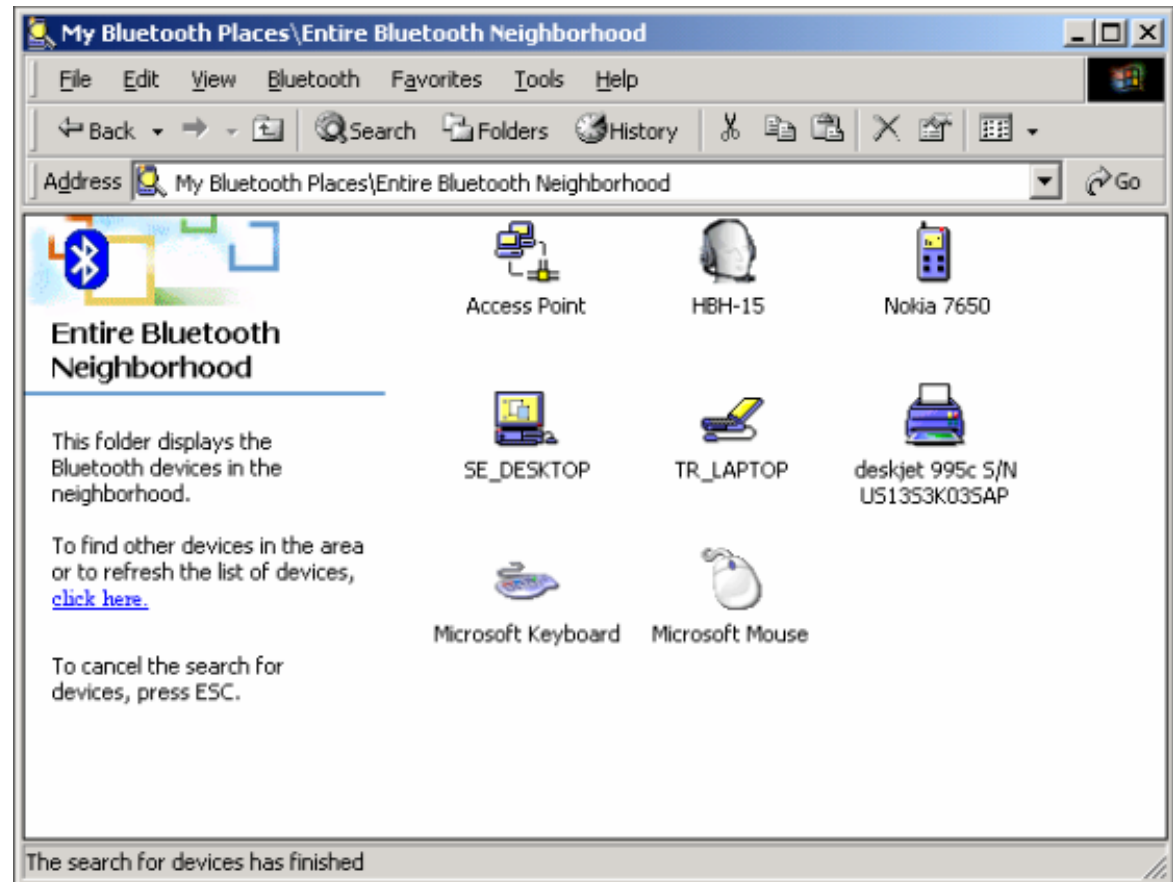 My Bluetooth Places\Entire Bluetooth Neighborhood
File Edit View Bluetooth Favorites Tools Help
Back Search Folders History
Address My Bluetooth Places\Entire Bluetooth Neighborhood Go
Entire Bluetooth
Neighborhood
This folder displays the
Bluetooth devices in the
neighborhood.
To find other devices in the area
or to refresh the list of devices,
click here.
To cancel the search for
devices, press ESC.
Access Point HBH-15 Nokia 7650
SE_DESKTOP TR_LAPTOP deskjet 995c S/N
US13S3K03SAP
Microsoft Keyboard Microsoft Mouse
The search for devices has finished